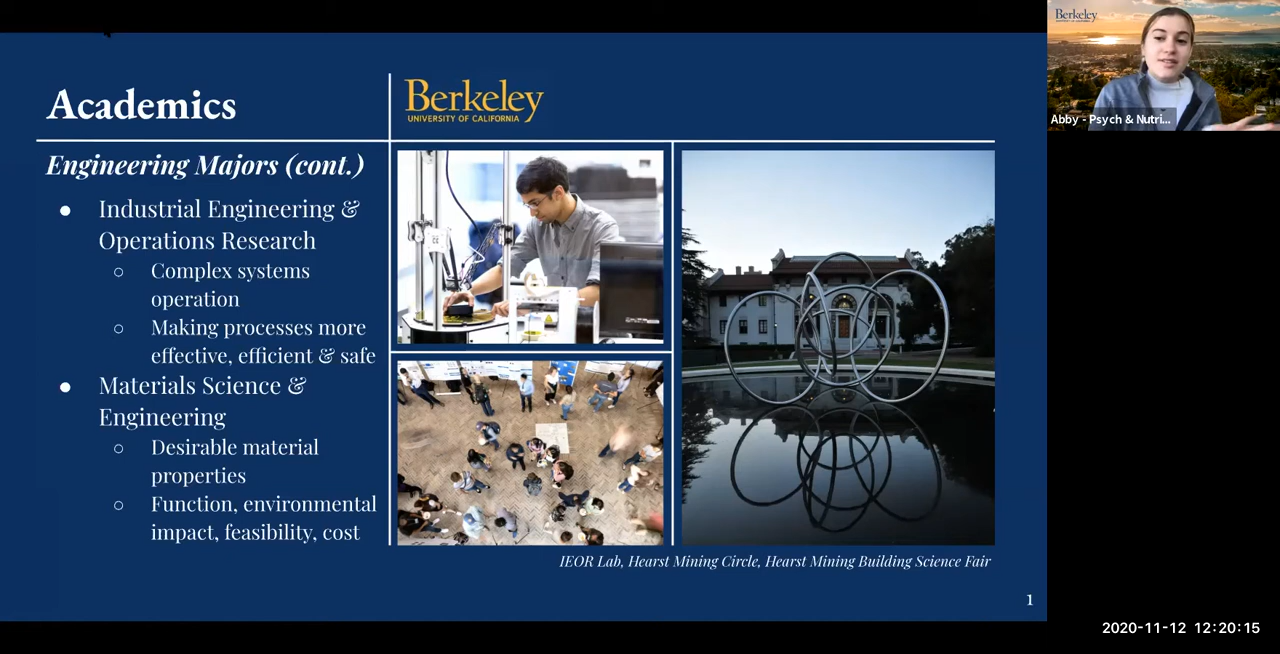 Academics
Berkeley
UNIVERSITY OF CALIFORNIA
Engineering Majors (cont.)
● Industrial Engineering &
Operations Research
○ Complex systems
operation
○ Making processes more
effective, efficient & safe
● Materials Science &
Engineering
○ Desirable material
properties
○ Function, environmental
impact, feasibility, cost
IEOR Lab, Hearst Mining Circle, Hearst Mining Building Science Fair
1
Berkeley
Abby - Psych & Nutri...
2020-11-12 12:20:15